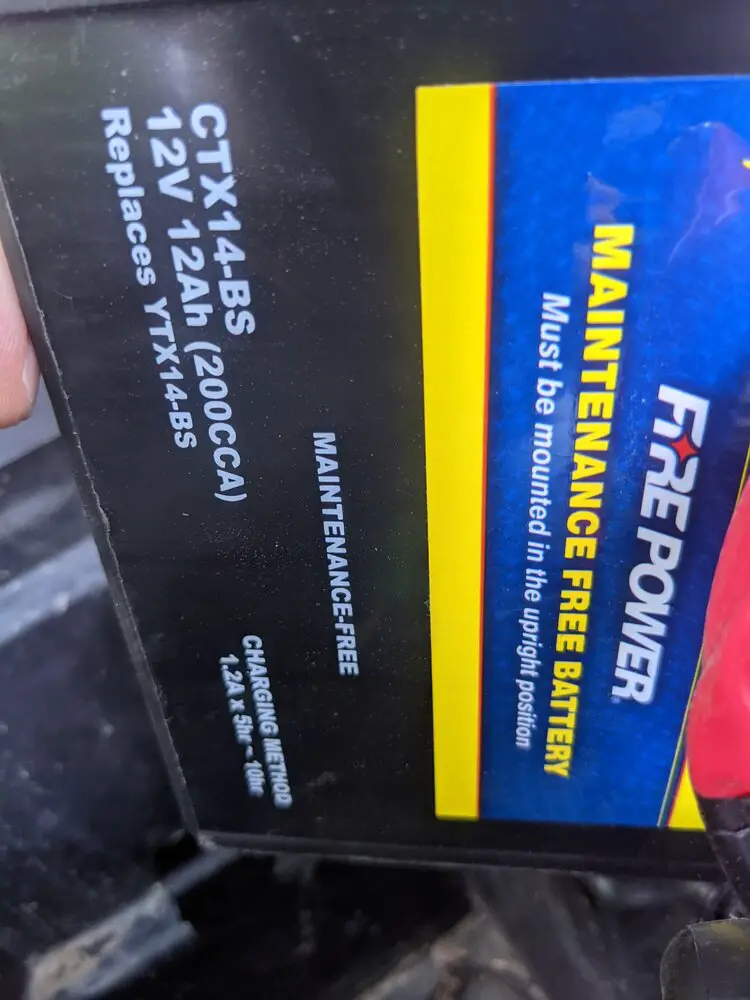 FIRE POWER
MAINTENANCE FREE BATTERY
Must be mounted in the upright position
MAINTENANCE-FREE
CTX14-BS
12V 12Ah (200CCA)
Replaces YTX14-BS
CHARGING METHOD
1.2A x 5hr ~ 10hr